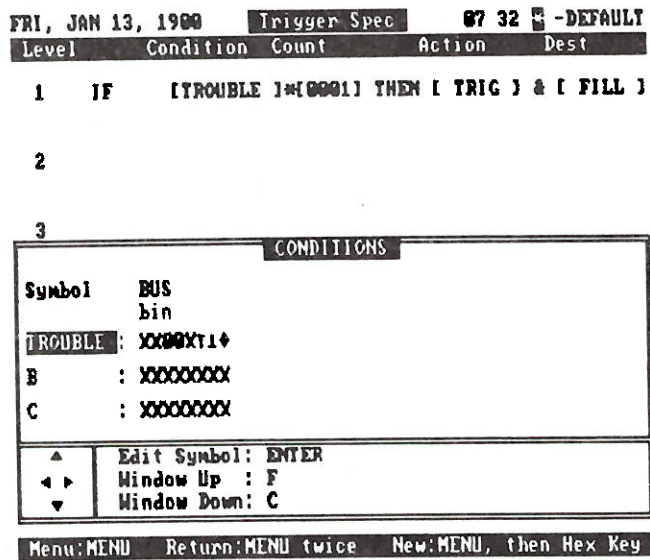 FRI, JAN 13, 1900 Trigger Spec 07 32 -DEFAULT
Level Condition Count Action Dest
1 IF [TROUBLE ]*[0001] THEN [ TRIG ] & [ FILL ]
2
3
CONDITIONS
Symbol BUS
bin
TROUBLE : XX00X↑↓♦
B : XXXXXXXX
C : XXXXXXXX
Edit Symbol: ENTER
Window Up : F
Window Down: C
Menu:MENU Return:MENU twice New:MENU, then Hex Key